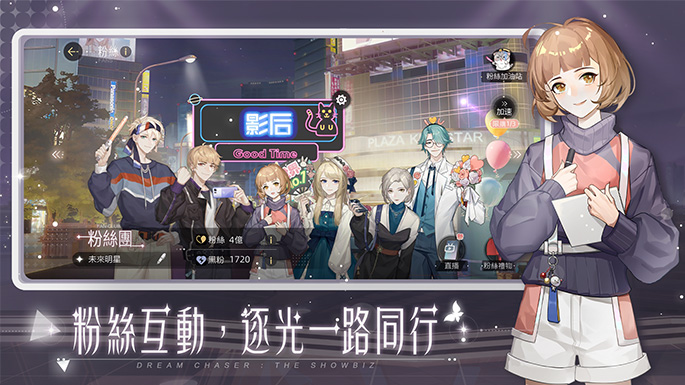 粉絲
i
粉絲加油站
加速
影后
Good Time
No.1
粉絲團
粉絲 4億
i
未來明星
黑粉 1720
i
直播
粉絲禮物
粉絲互動，逐光一路同行
DREAM CHASER : THE SHOWBIZ